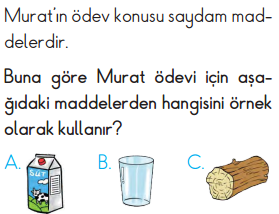 Murat'ın ödev konusu saydam mad-
delerdir.
Buna göre Murat ödevi için aşa-
ğıdaki maddelerden hangisini örnek
olarak kullanır?
A. B. C.
SÜT